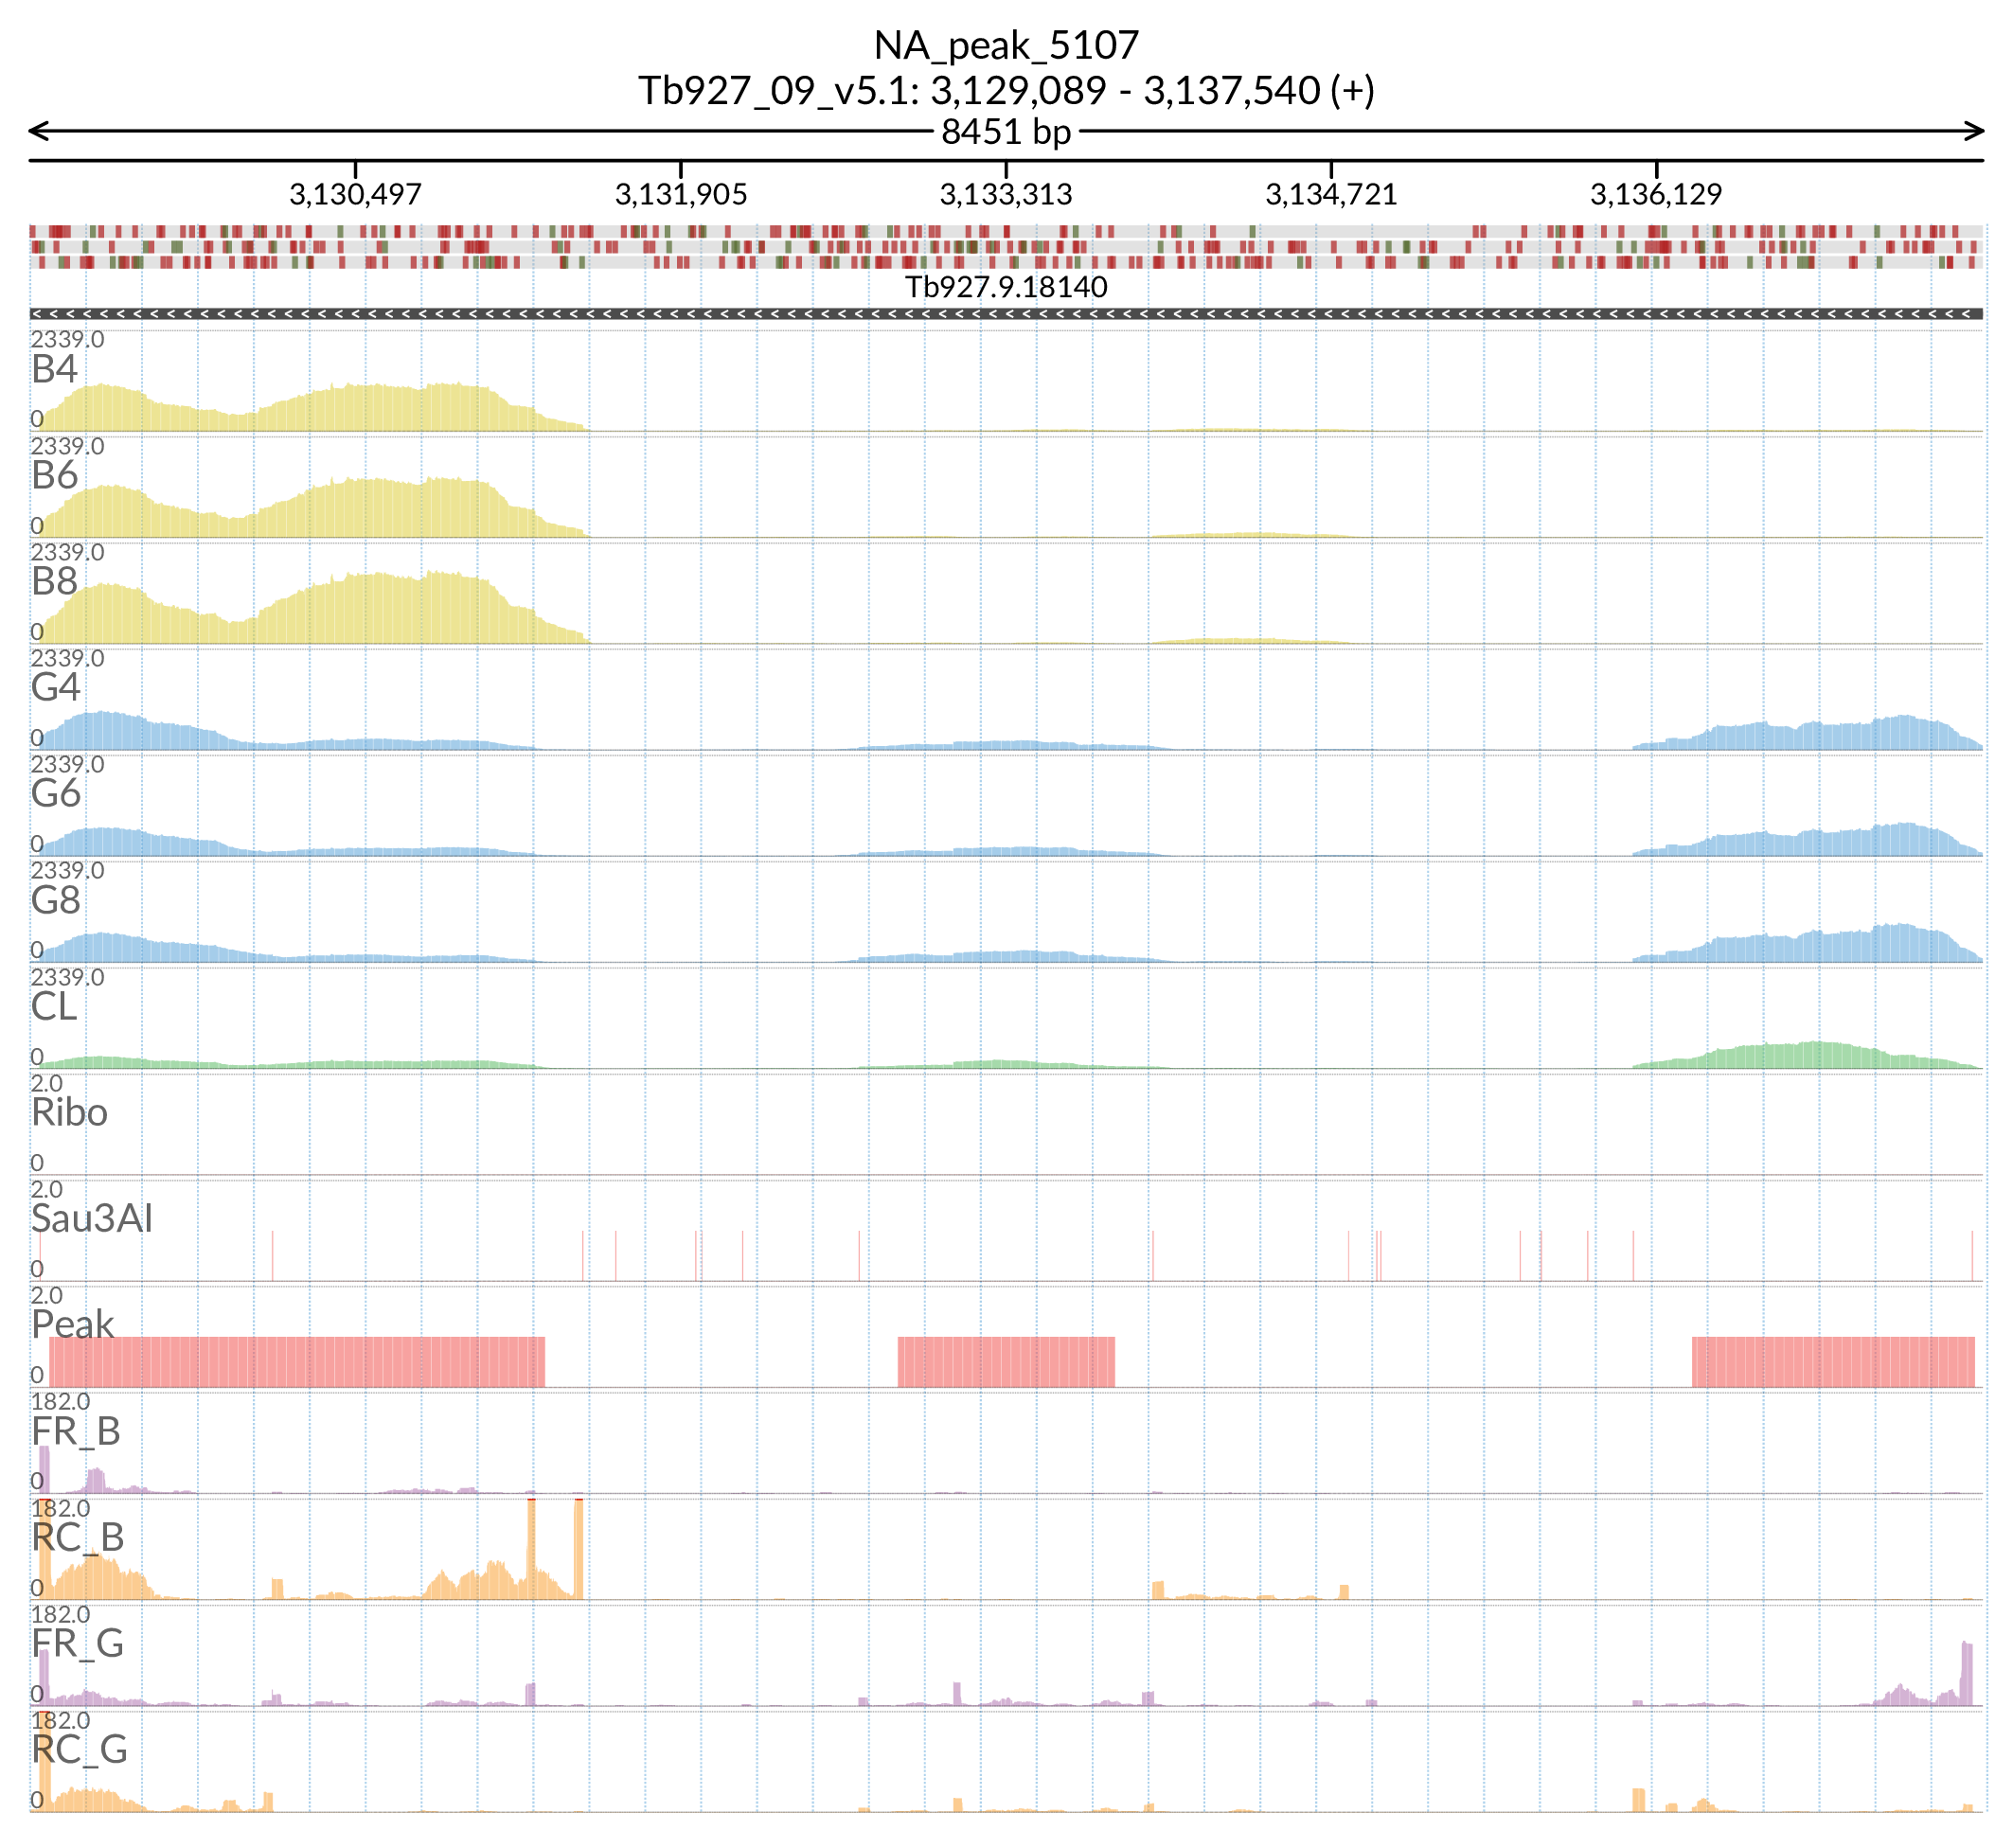 NA_peak_5107
Tb927_09_v5.1: 3,129,089 - 3,137,540 (+)
8451 bp
3,130,497 3,131,905 3,133,313 3,134,721 3,136,129
Tb927.9.18140
2339.0
B4
0
2339.0
B6
0
2339.0
B8
0
2339.0
G4
0
2339.0
G6
0
2339.0
G8
0
2339.0
CL
0
2.0
Ribo
0
2.0
Sau3AI
0
2.0
Peak
0
182.0
FR_B
0
182.0
RC_B
0
182.0
FR_G
0
182.0
RC_G
0